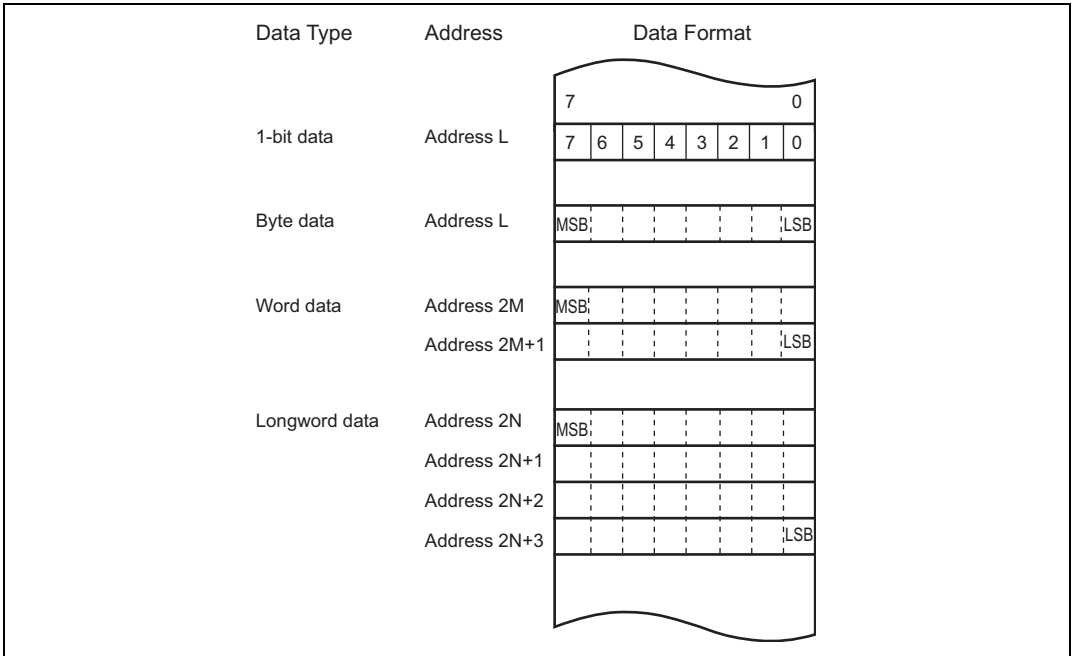 Data Type Address Data Format
7 0
1-bit data Address L 7 6 5 4 3 2 1 0
Byte data Address L MSB LSB
Word data Address 2M MSB
Address 2M+1 LSB
Longword data Address 2N MSB
Address 2N+1
Address 2N+2
Address 2N+3 LSB